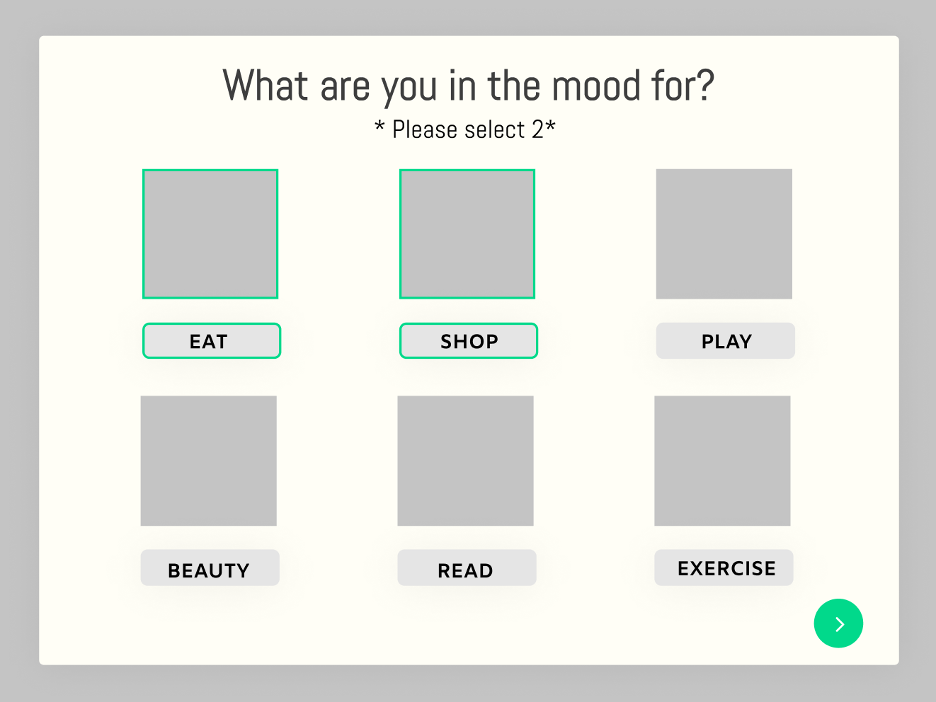 What are you in the mood for?
* Please select 2*
EAT
SHOP
PLAY
BEAUTY
READ
EXERCISE